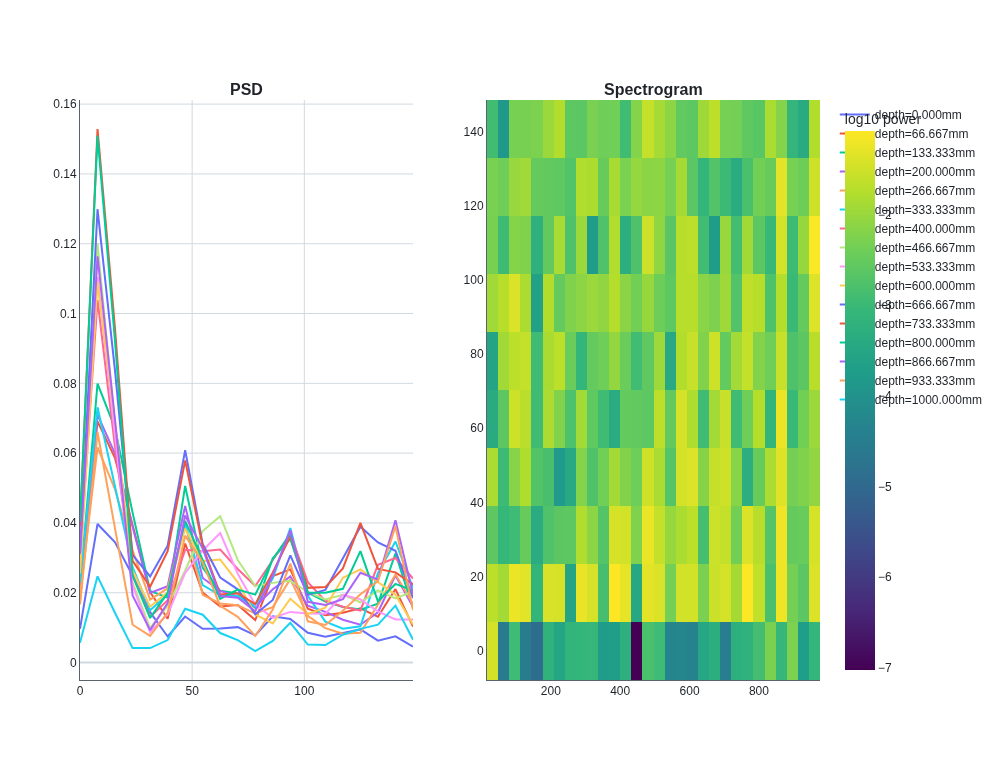 PSD
Spectrogram
0.16
0.14
0.12
0.1
0.08
0.06
0.04
0.02
0
0
50
100
140
120
100
80
60
40
20
0
200
400
600
800
log10 power
−2
−3
−4
−5
−6
−7
depth=0.000mm
depth=66.667mm
depth=133.333mm
depth=200.000mm
depth=266.667mm
depth=333.333mm
depth=400.000mm
depth=466.667mm
depth=533.333mm
depth=600.000mm
depth=666.667mm
depth=733.333mm
depth=800.000mm
depth=866.667mm
depth=933.333mm
depth=1000.000mm